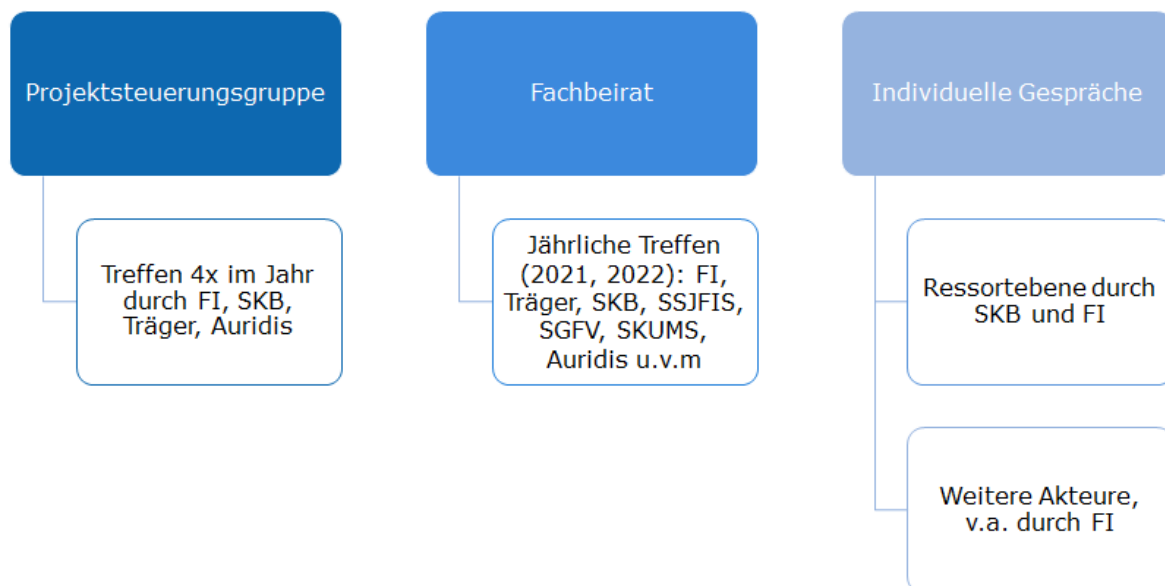 Projektsteuerungsgruppe
Treffen 4x im Jahr
durch FI, SKB,
Träger, Auridis
Fachbeirat
Jährliche Treffen
(2021, 2022): FI,
Träger, SKB, SSJFIS,
SGFV, SKUMS,
Auridis u.v.m
Individuelle Gespräche
Ressortebene durch
SKB und FI
Weitere Akteure,
v.a. durch FI